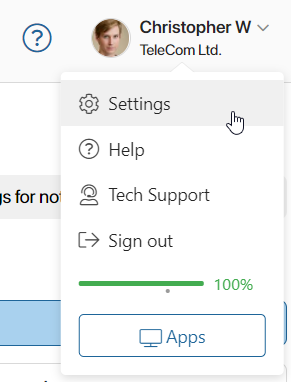 ?
Christopher W
TeleCom Ltd.
Settings
gs for not
Help
Tech Support
Sign out
100%
Apps